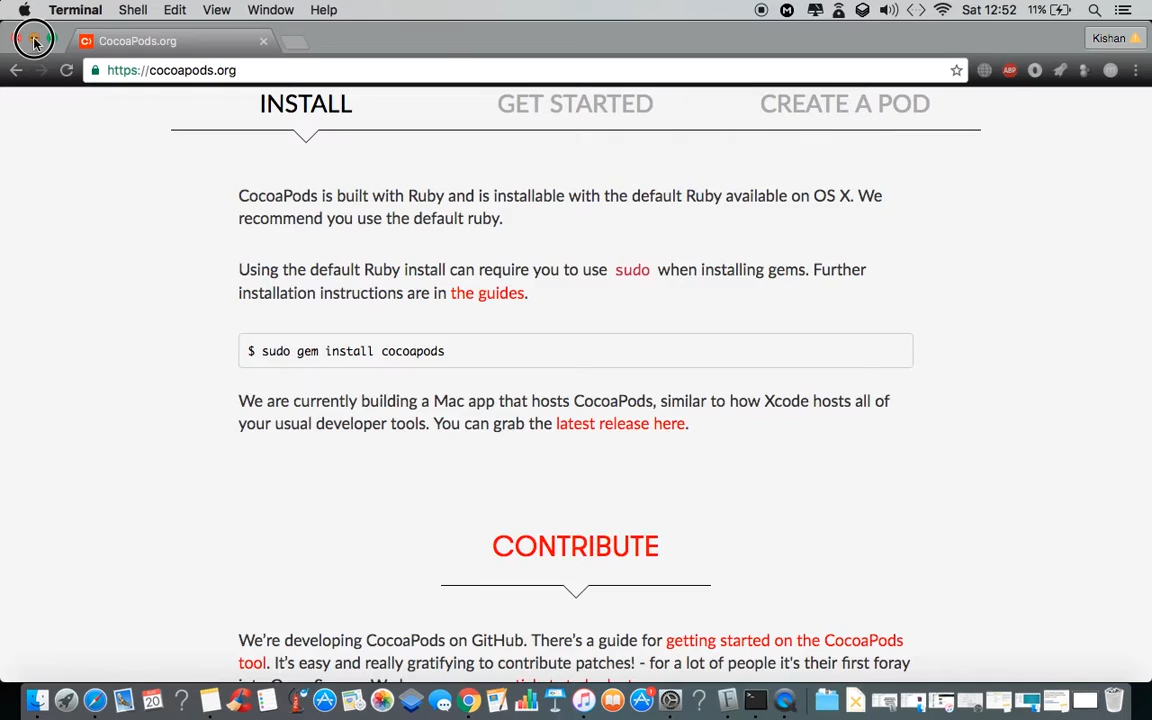 Terminal Shell Edit View Window Help Sat 12:52 11%
CocoaPods.org Kishan
https://cocoapods.org ABP
INSTALL GET STARTED CREATE A POD
CocoaPods is built with Ruby and is installable with the default Ruby available on OS X. We
recommend you use the default ruby.
Using the default Ruby install can require you to use sudo when installing gems. Further
installation instructions are in the guides.
$ sudo gem install cocoapods
We are currently building a Mac app that hosts CocoaPods, similar to how Xcode hosts all of
your usual developer tools. You can grab the latest release here.
CONTRIBUTE
We're developing CocoaPods on GitHub. There's a guide for getting started on the CocoaPods
tool. It's easy and really gratifying to contribute patches! - for a lot of people it's their first foray
20